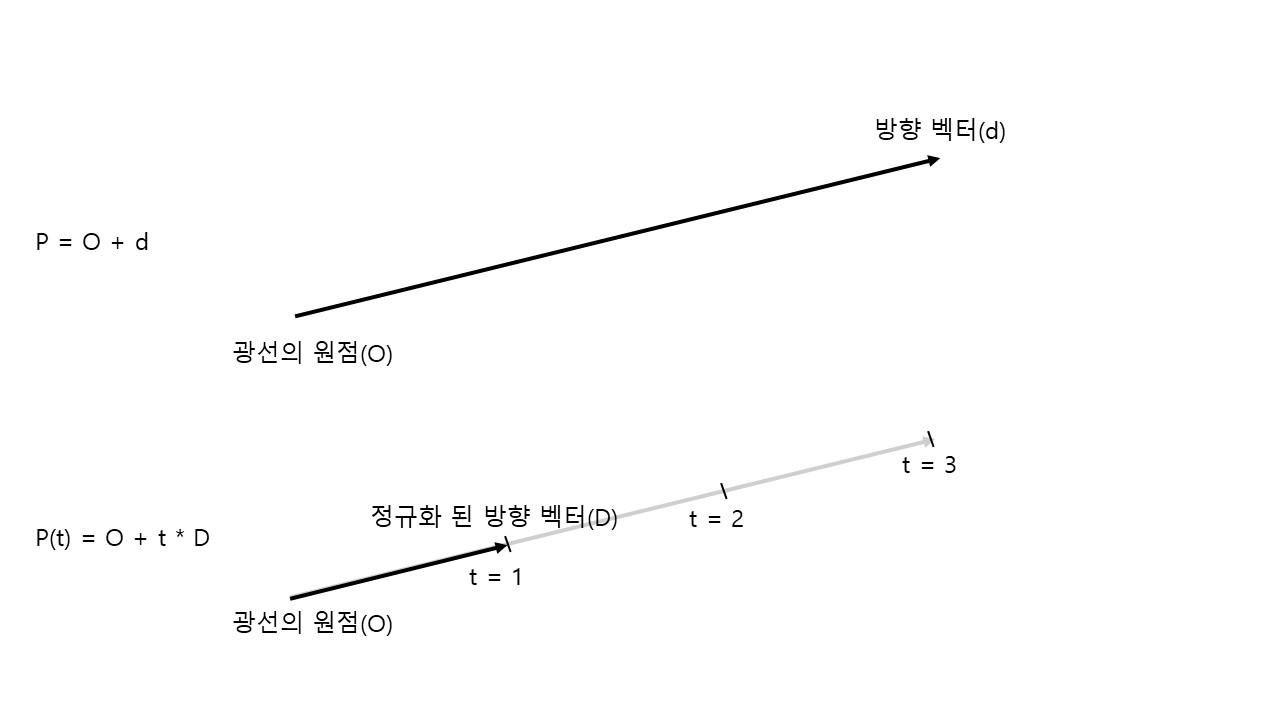 방향 벡터(d)
P = O + d
광선의 원점(O)
t = 3
정규화 된 방향 벡터(D)
t = 2
P(t) = O + t * D
t = 1
광선의 원점(O)